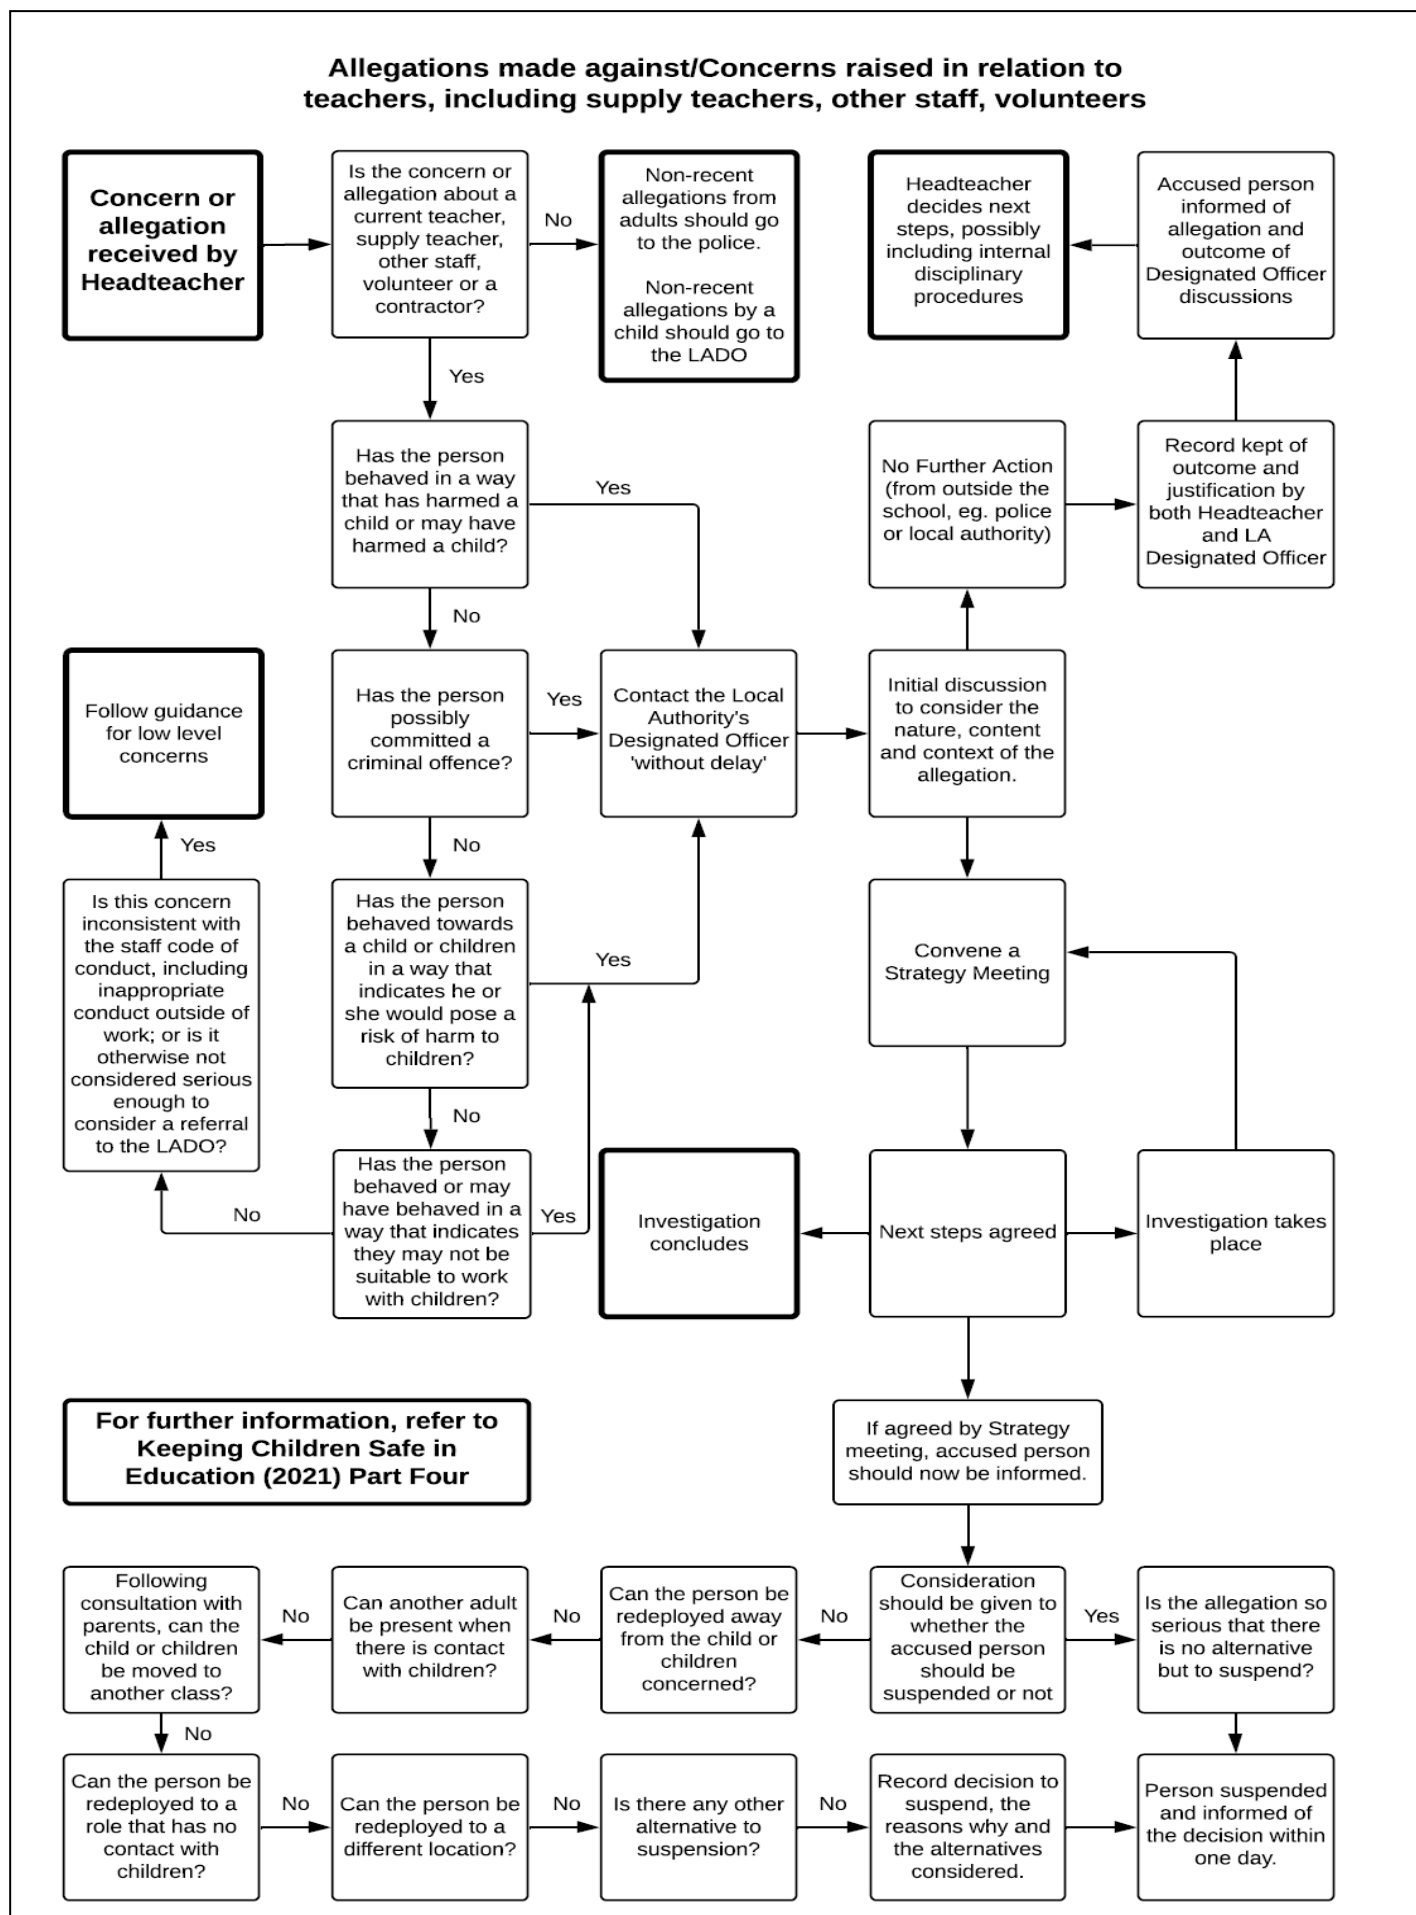 Allegations made against/Concerns raised in relation to
teachers, including supply teachers, other staff, volunteers
Concern or
allegation
received by
Headteacher
Is the concern or
allegation about a
current teacher,
supply teacher,
other staff,
volunteer or a
contractor?
No
Non-recent
allegations from
adults should go
to the police.
Non-recent
allegations by a
child should go to
the LADO
Headteacher
decides next
steps, possibly
including internal
disciplinary
procedures
Accused person
informed of
allegation and
outcome of
Designated Officer
discussions
Yes
Has the person
behaved in a way
that has harmed a
child or may have
harmed a child?
Yes
No Further Action
(from outside the
school, eg. police
or local authority)
Record kept of
outcome and
justification by
both Headteacher
and LA
Designated Officer
No
Follow guidance
for low level
concerns
Has the person
possibly
committed a
criminal offence?
Yes
Contact the Local
Authority's
Designated Officer
'without delay'
Initial discussion
to consider the
nature, content
and context of the
allegation.
Yes
No
Is this concern
inconsistent with
the staff code of
conduct, including
inappropriate
conduct outside of
work; or is it
otherwise not
considered serious
enough to
consider a referral
to the LADO?
Has the person
behaved towards
a child or children
in a way that
indicates he or
she would pose a
risk of harm to
children?
Yes
Convene a
Strategy Meeting
No
No
Has the person
behaved or may
have behaved in a
way that indicates
they may not be
suitable to work
with children?
Yes
Investigation
concludes
Next steps agreed
Investigation takes
place
For further information, refer to
Keeping Children Safe in
Education (2021) Part Four
If agreed by Strategy
meeting, accused person
should now be informed.
Following
consultation with
parents, can the
child or children
be moved to
another class?
No
Can another adult
be present when
there is contact
with children?
No
Can the person be
redeployed away
from the child or
children
concerned?
No
Consideration
should be given to
whether the
accused person
should be
suspended or not
Yes
Is the allegation so
serious that there
is no alternative
but to suspend?
No
Can the person be
redeployed to a
role that has no
contact with
children?
No
Can the person be
redeployed to a
different location?
No
Is there any other
alternative to
suspension?
No
Record decision to
suspend, the
reasons why and
the alternatives
considered.
Person suspended
and informed of
the decision within
one day.